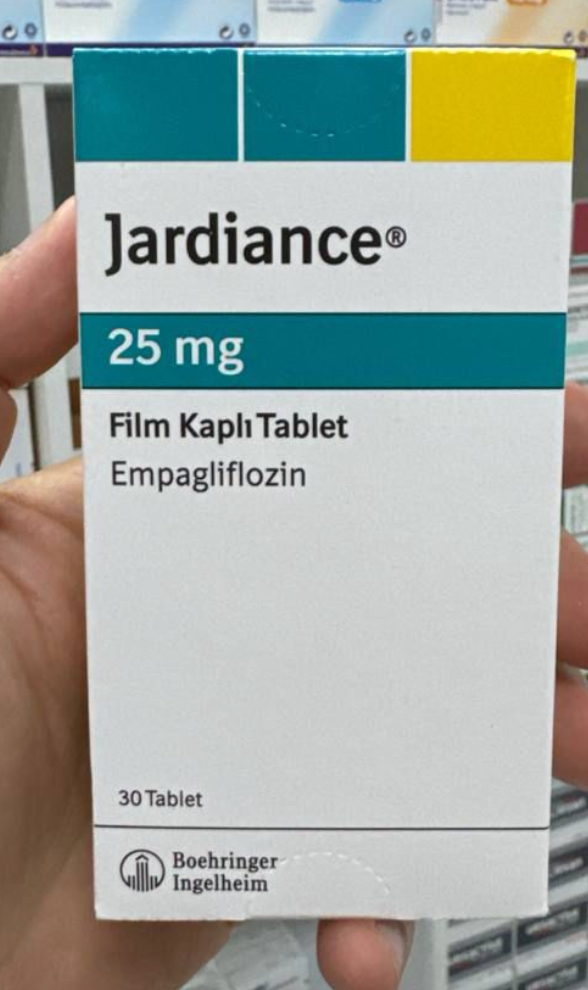 Jardiance®
25 mg
Film Kaplı Tablet
Empagliflozin
30 Tablet
Boehringer
Ingelheim